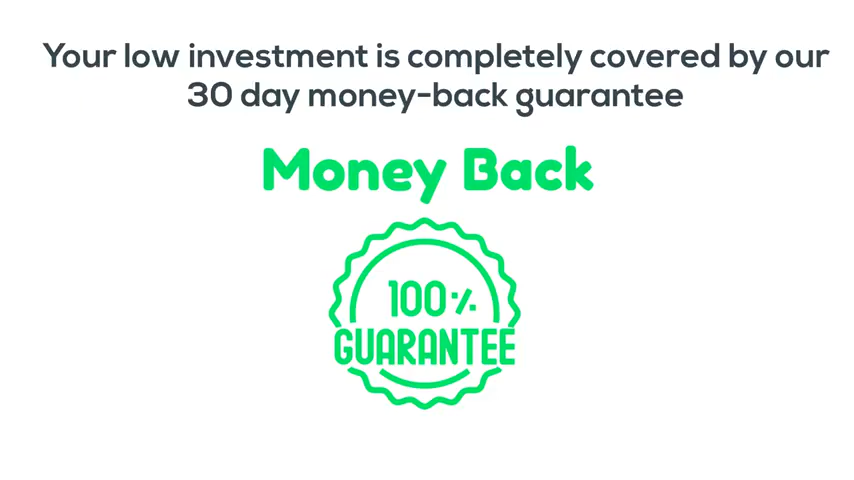 Your low investment is completely covered by our
30 day money-back guarantee
Money Back
100%
GUARANTEE